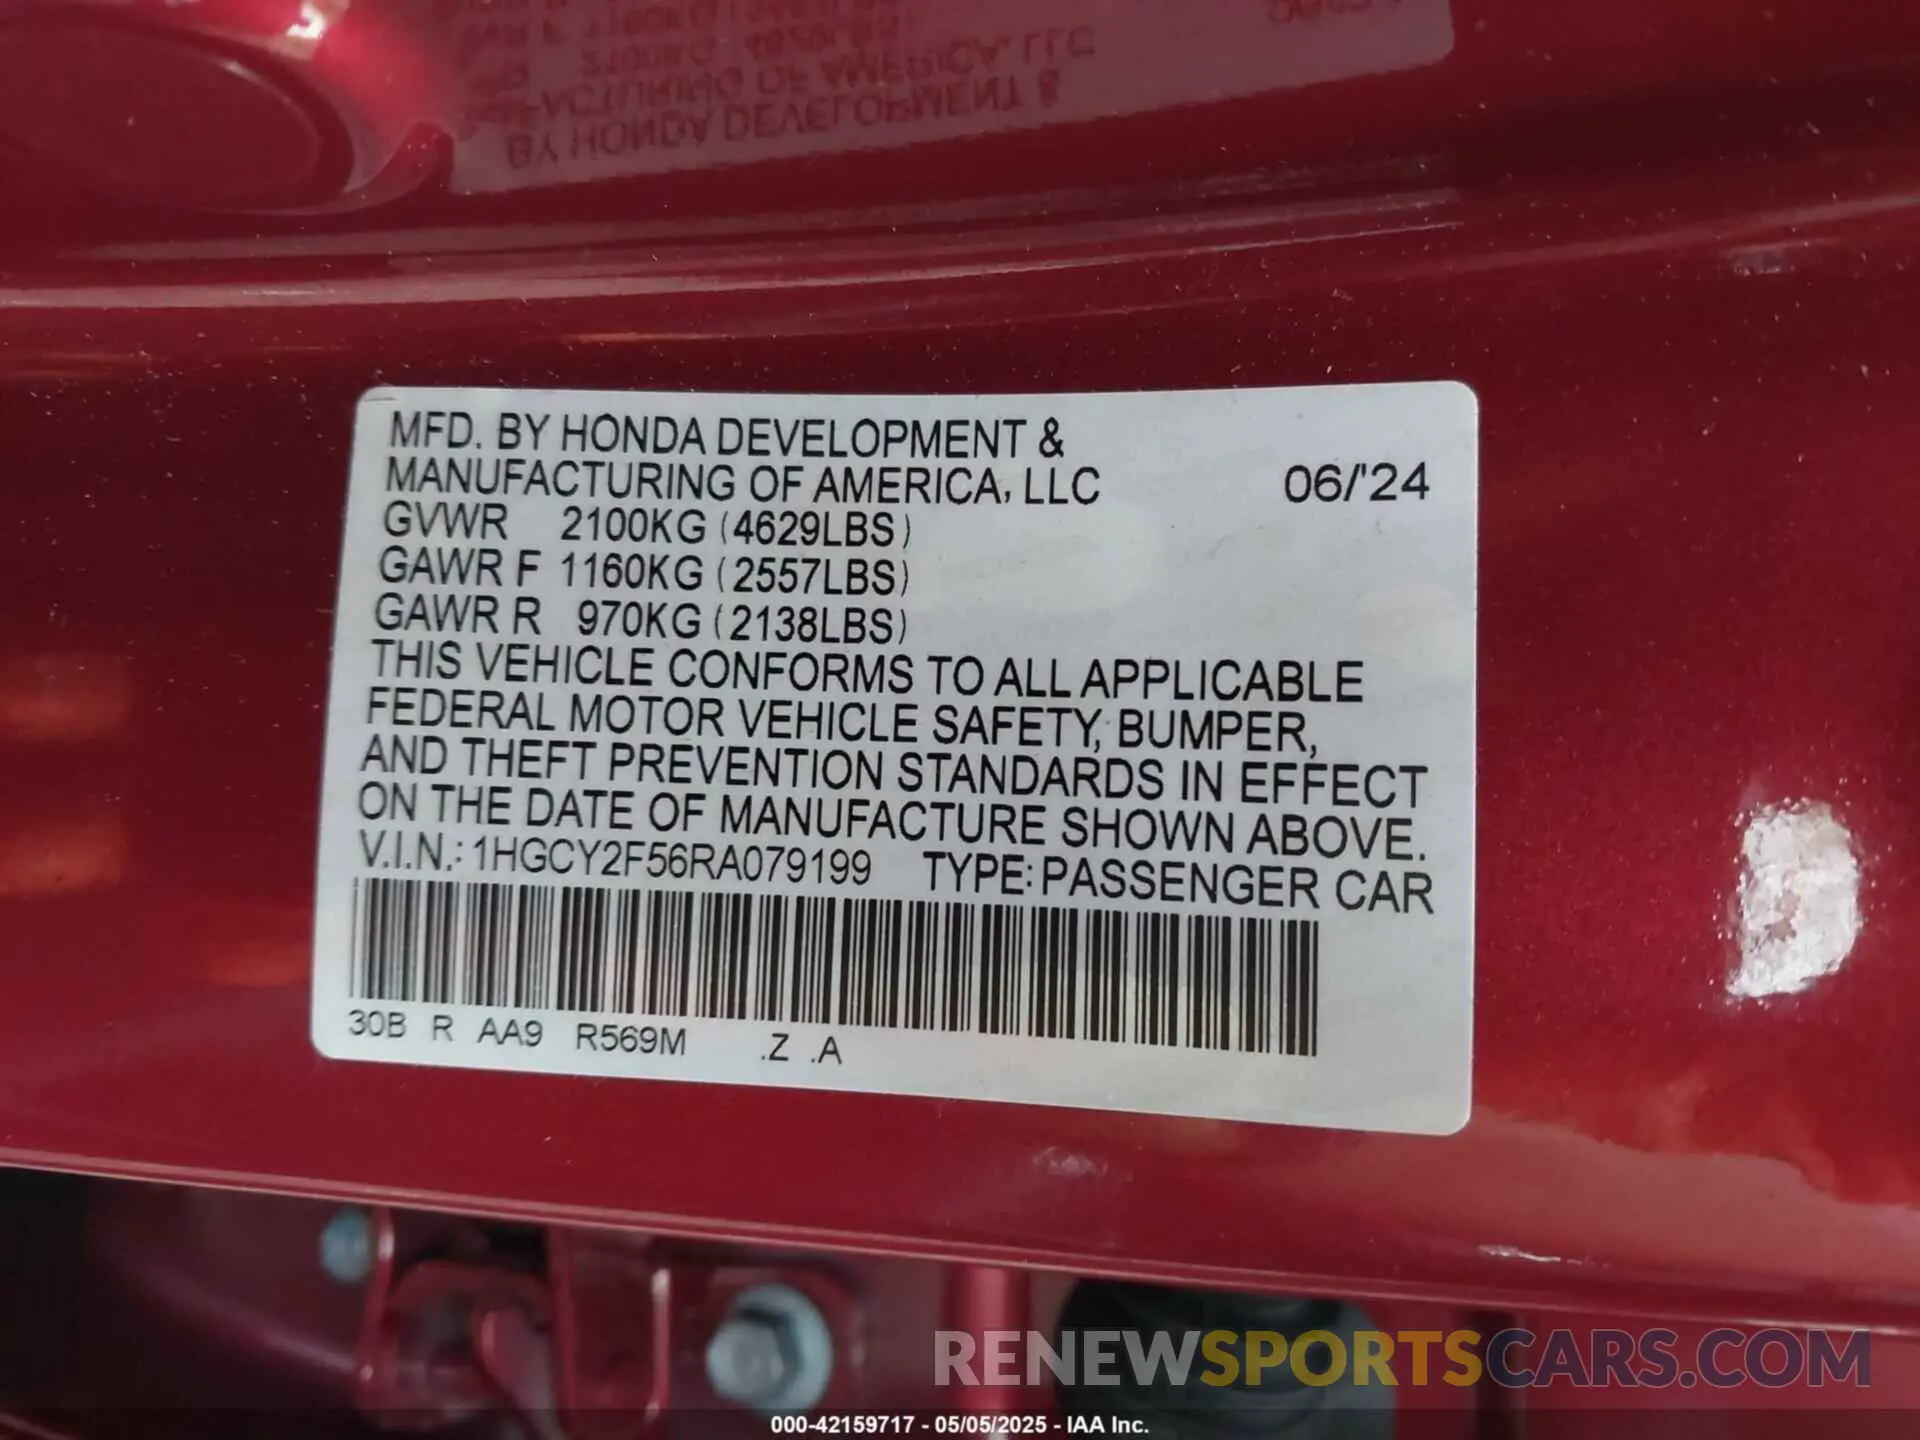 MFD. BY HONDA DEVELOPMENT &
MANUFACTURING OF AMERICA, LLC 06/'24
GVWR 2100KG (4629LBS)
GAWR F 1160KG (2557LBS)
GAWR R 970KG (2138LBS)
THIS VEHICLE CONFORMS TO ALL APPLICABLE
FEDERAL MOTOR VEHICLE SAFETY, BUMPER,
AND THEFT PREVENTION STANDARDS IN EFFECT
ON THE DATE OF MANUFACTURE SHOWN ABOVE.
V.I.N.: 1HGCY2F56RA079199 TYPE: PASSENGER CAR
30B R AA9 R569M .Z .A
RENEWSPORTSCARS.COM
000-42159717 - 05/05/2025 - IAA Inc.